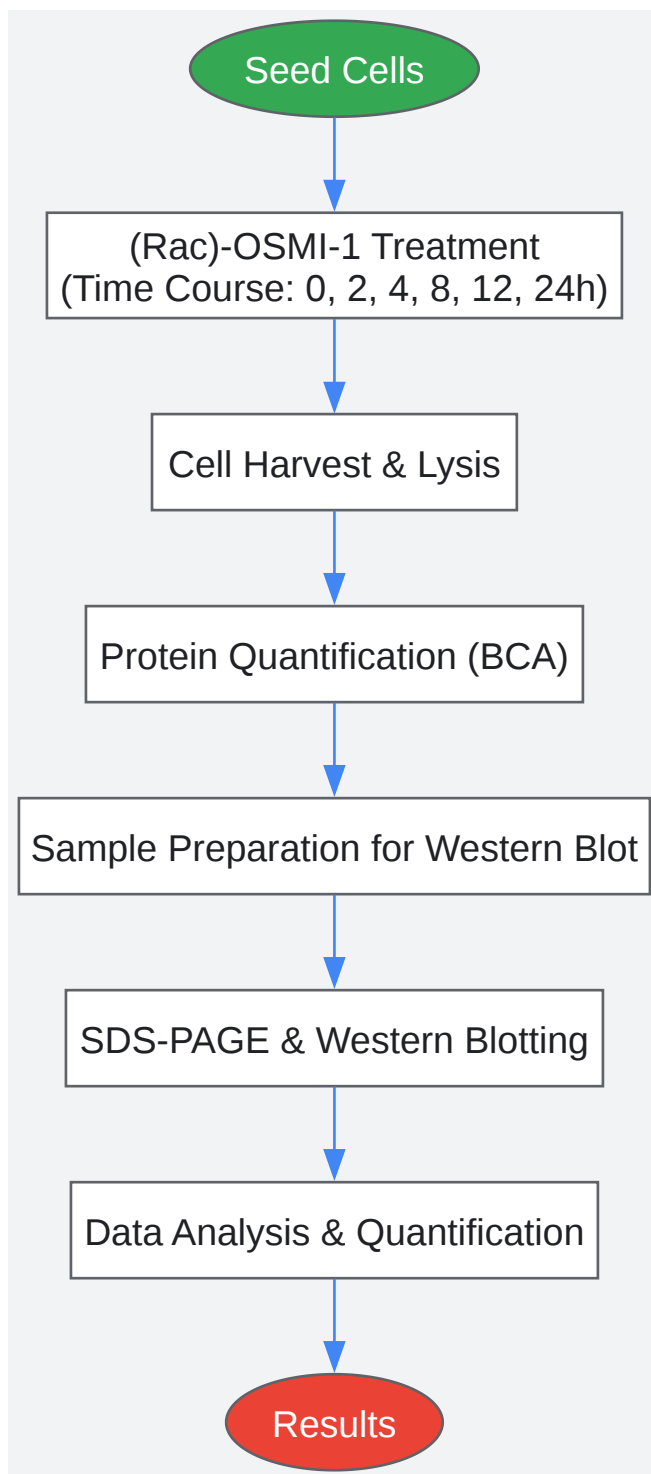 Seed Cells
(Rac)-OSMI-1 Treatment
(Time Course: 0, 2, 4, 8, 12, 24h)
Cell Harvest & Lysis
Protein Quantification (BCA)
Sample Preparation for Western Blot
SDS-PAGE & Western Blotting
Data Analysis & Quantification
Results